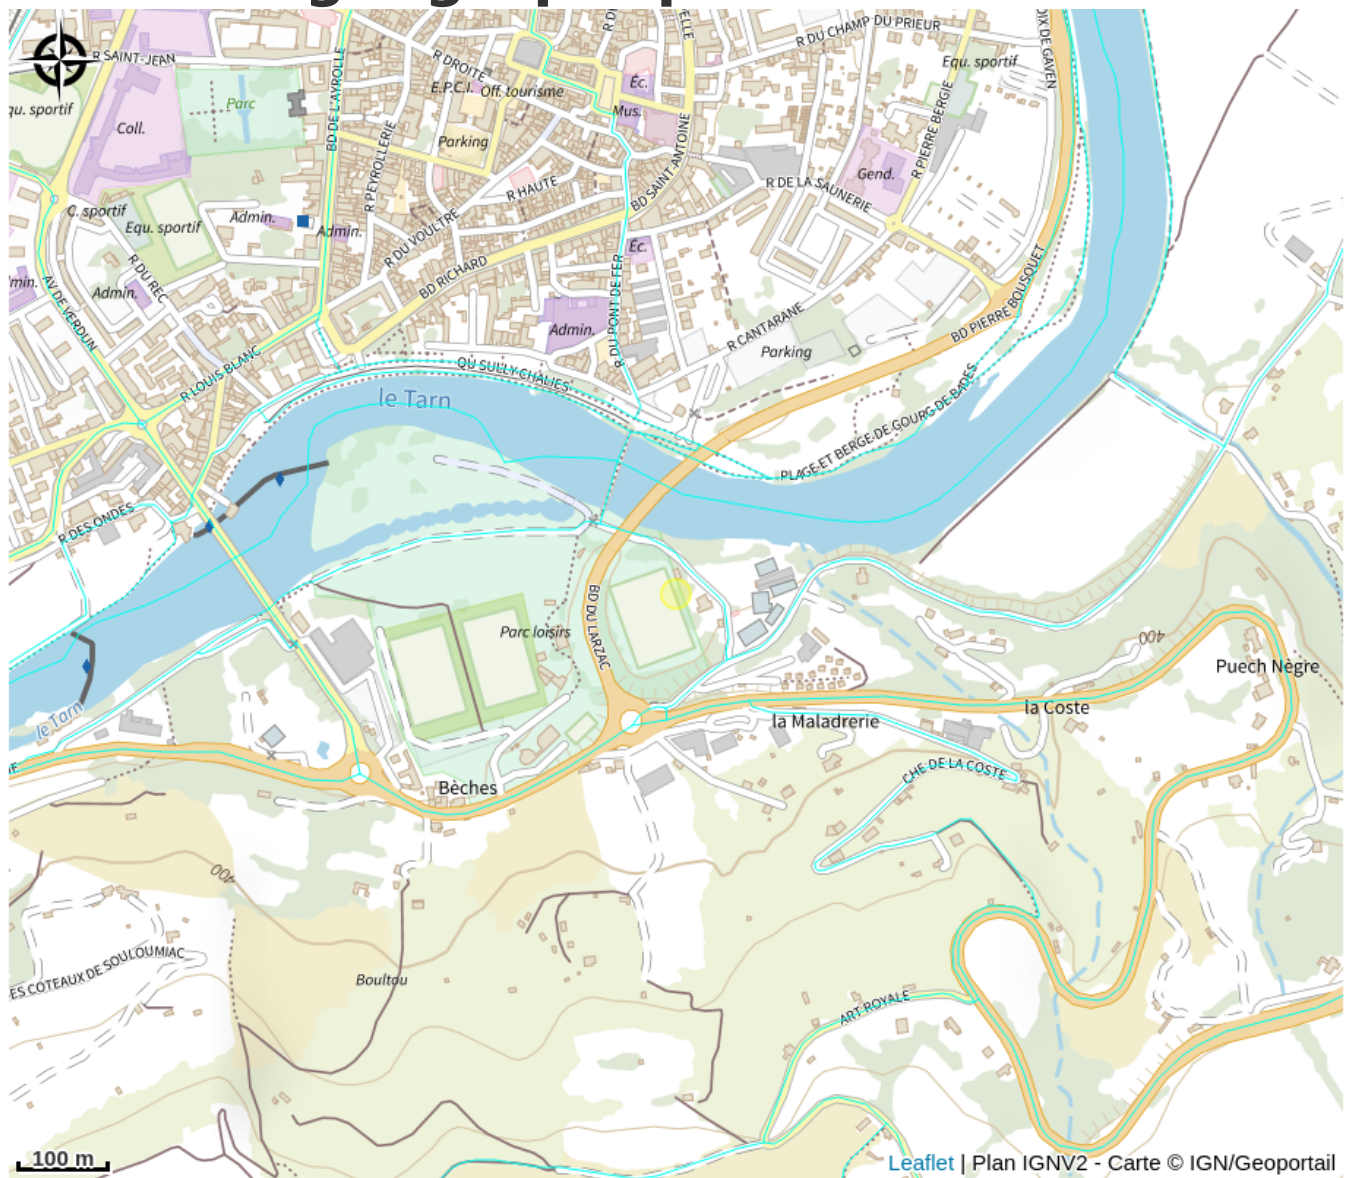 R SAINT-JEAN
qu. sportif
Coll.
Parc
BD DE L'AYROLLE
R DROITE
E.P.C.I.
Off. tourisme
Éc.
Mus.
Parking
R PEYROLLERIE
R HAUTE
BD SAINT-ANTOINE
R DU CHAMP DU PRIEUR
Equ. sportif
R PIERRE BERGIE
Gend.
R DE LA SAUNERIE
C. sportif
Equ. sportif
Admin.
Admin.
R DU VOULTRE
BD RICHARD
Éc.
R DU REC
Admin.
min.
AV DE VERDUN
Admin.
R DU PONT DE FER
R CANTARANE
Parking
BD PIERRE BOUSQUET
R LOUIS BLANC
QU SULLY-CHALIES
le Tarn
PLAGE ET BERGE DE GOURG DE BADES
R DES ONDES
BD DU LARZAC
Parc loisirs
400
Puech Nègre
la Coste
la Maladrerie
le Tarn
CHE DE LA COSTE
Bèches
400
ES COTEAUX DE SOULOUMIAC
Boultou
ART ROYALE
100 m
Leaflet | Plan IGNV2 - Carte © IGN/Geoportail